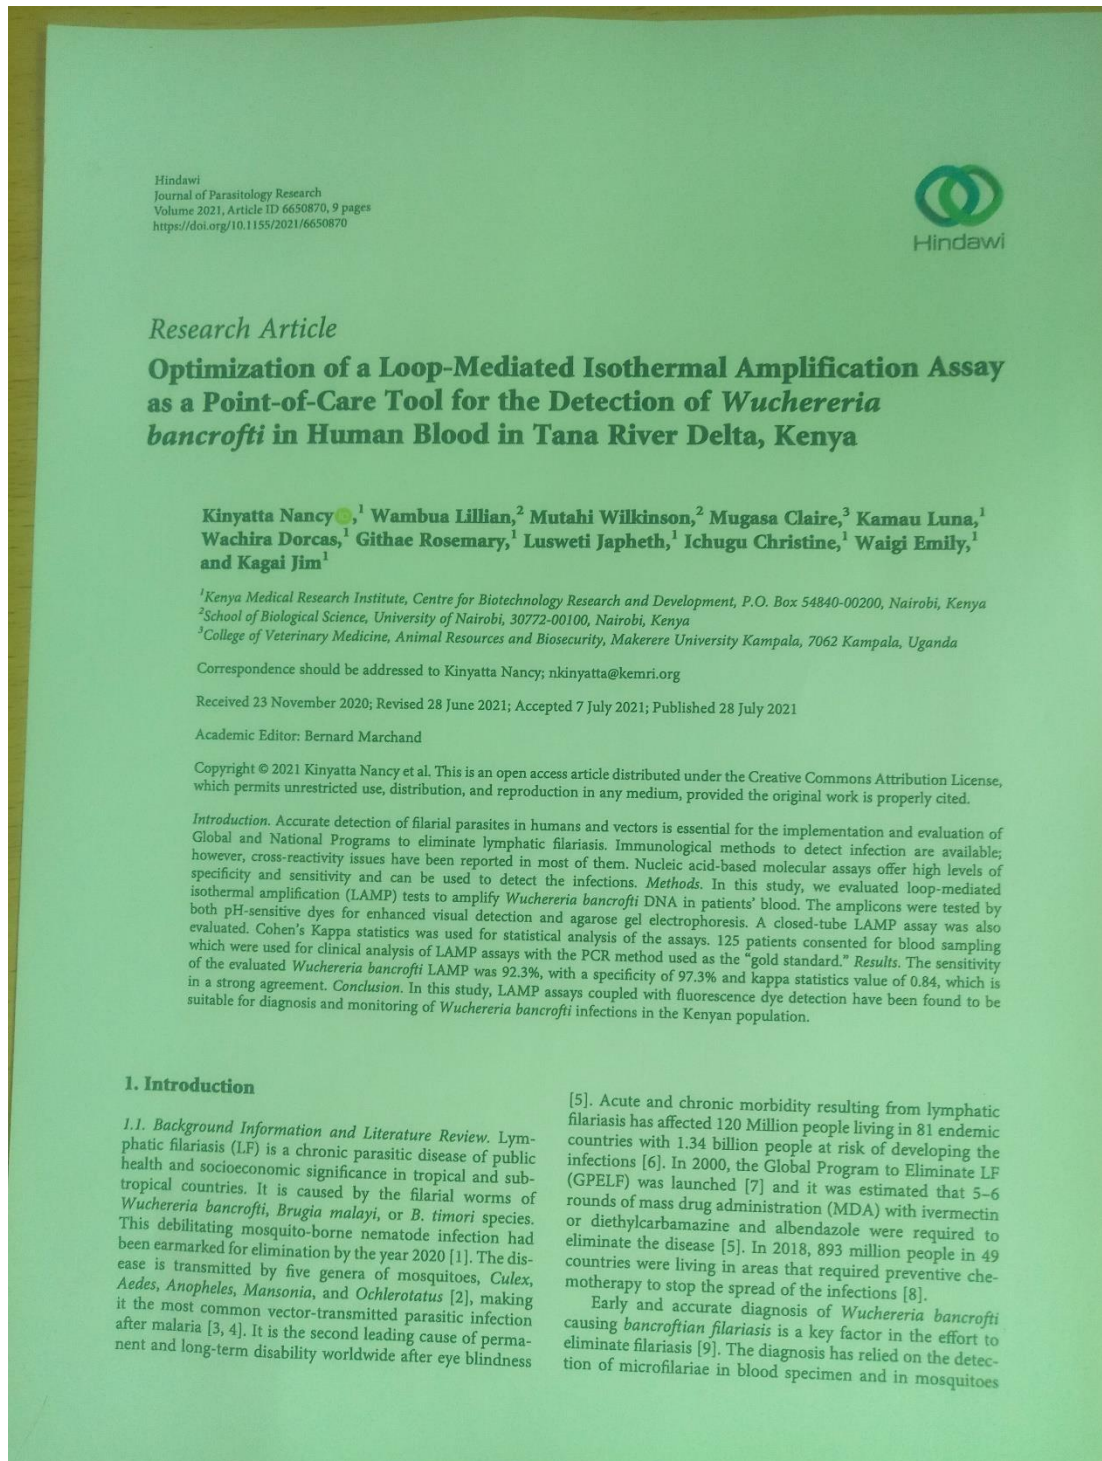 Hindawi
Journal of Parasitology Research
Volume 2021, Article ID 6650870, 9 pages
https://doi.org/10.1155/2021/6650870
Hindawi
Research Article
Optimization of a Loop-Mediated Isothermal Amplification Assay
as a Point-of-Care Tool for the Detection of Wuchereria
bancrofti in Human Blood in Tana River Delta, Kenya
Kinyatta Nancy,1 Wambua Lillian,2 Mutahi Wilkinson,2 Mugasa Claire,3 Kamau Luna,1
Wachira Dorcas,1 Githae Rosemary,1 Lusweti Japheth,1 Ichugu Christine,1 Waigi Emily,1
and Kagai Jim1
1Kenya Medical Research Institute, Centre for Biotechnology Research and Development, P.O. Box 54840-00200, Nairobi, Kenya
2School of Biological Science, University of Nairobi, 30772-00100, Nairobi, Kenya
3College of Veterinary Medicine, Animal Resources and Biosecurity, Makerere University Kampala, 7062 Kampala, Uganda
Correspondence should be addressed to Kinyatta Nancy; nkinyatta@kemri.org
Received 23 November 2020; Revised 28 June 2021; Accepted 7 July 2021; Published 28 July 2021
Academic Editor: Bernard Marchand
Copyright © 2021 Kinyatta Nancy et al. This is an open access article distributed under the Creative Commons Attribution License,
which permits unrestricted use, distribution, and reproduction in any medium, provided the original work is properly cited.
Introduction. Accurate detection of filarial parasites in humans and vectors is essential for the implementation and evaluation of
Global and National Programs to eliminate lymphatic filariasis. Immunological methods to detect infection are available;
however, cross-reactivity issues have been reported in most of them. Nucleic acid-based molecular assays offer high levels of
specificity and sensitivity and can be used to detect the infections. Methods. In this study, we evaluated loop-mediated
isothermal amplification (LAMP) tests to amplify Wuchereria bancrofti DNA in patients' blood. The amplicons were tested by
both pH-sensitive dyes for enhanced visual detection and agarose gel electrophoresis. A closed-tube LAMP assay was also
evaluated. Cohen's Kappa statistics was used for statistical analysis of the assays. 125 patients consented for blood sampling
which were used for clinical analysis of LAMP assays with the PCR method used as the "gold standard." Results. The sensitivity
of the evaluated Wuchereria bancrofti LAMP was 92.3%, with a specificity of 97.3% and kappa statistics value of 0.84, which is
in a strong agreement. Conclusion. In this study, LAMP assays coupled with fluorescence dye detection have been found to be
suitable for diagnosis and monitoring of Wuchereria bancrofti infections in the Kenyan population.
1. Introduction
1.1. Background Information and Literature Review. Lym-
phatic filariasis (LF) is a chronic parasitic disease of public
health and socioeconomic significance in tropical and sub-
tropical countries. It is caused by the filarial worms of
Wuchereria bancrofti, Brugia malayi, or B. timori species.
This debilitating mosquito-borne nematode infection had
been earmarked for elimination by the year 2020 [1]. The dis-
ease is transmitted by five genera of mosquitoes, Culex,
Aedes, Anopheles, Mansonia, and Ochlerotatus [2], making
it the most common vector-transmitted parasitic infection
after malaria [3, 4]. It is the second leading cause of perma-
nent and long-term disability worldwide after eye blindness
[5]. Acute and chronic morbidity resulting from lymphatic
filariasis has affected 120 Million people living in 81 endemic
countries with 1.34 billion people at risk of developing the
infections [6]. In 2000, the Global Program to Eliminate LF
(GPELF) was launched [7] and it was estimated that 5–6
rounds of mass drug administration (MDA) with ivermectin
or diethylcarbamazine and albendazole were required to
eliminate the disease [5]. In 2018, 893 million people in 49
countries were living in areas that required preventive che-
motherapy to stop the spread of the infections [8].
Early and accurate diagnosis of Wuchereria bancrofti
causing bancroftian filariasis is a key factor in the effort to
eliminate filariasis [9]. The diagnosis has relied on the detec-
tion of microfilariae in blood specimen and in mosquitoes